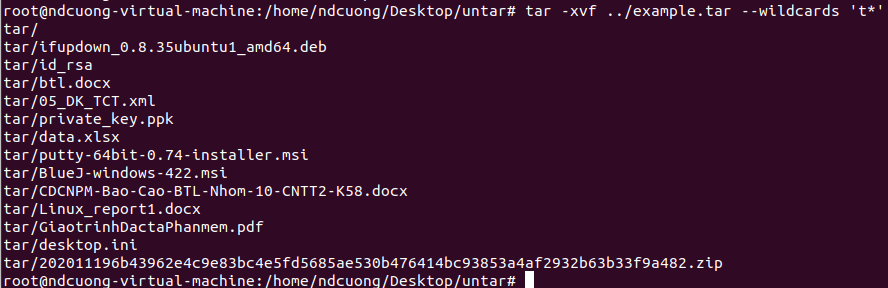 root@ndcuong-virtual-machine:/home/ndcuong/Desktop/untar# tar -xvf ../example.tar --wildcards 't*'
tar/
tar/ifupdown_0.8.35ubuntu1_amd64.deb
tar/id_rsa
tar/btl.docx
tar/05_DK_TCT.xml
tar/private_key.ppk
tar/data.xlsx
tar/putty-64bit-0.74-installer.msi
tar/BlueJ-windows-422.msi
tar/CDCNPM-Bao-Cao-BTL-Nhom-10-CNTT2-K58.docx
tar/Linux_report1.docx
tar/GiaotrinhDactaPhanmem.pdf
tar/desktop.ini
tar/202011196b43962e4c9e83bc4e5fd5685ae530b476414bc93853a4af2932b63b33f9a482.zip
root@ndcuong-virtual-machine:/home/ndcuong/Desktop/untar#